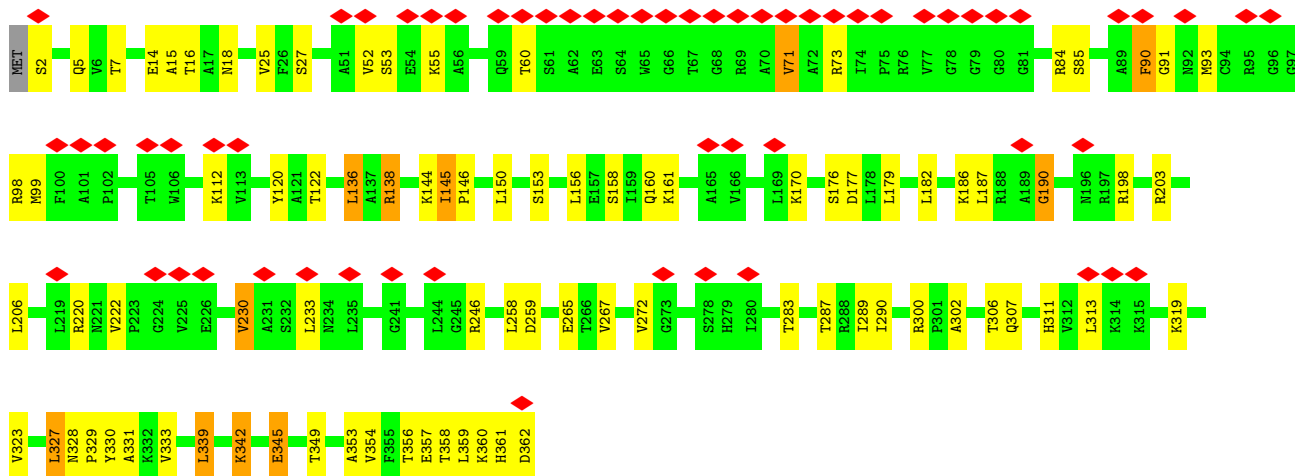 MET S2 Q5 V6 T7 E14 A15 T16 A17 N18 V25 F26 S27 A51 V52 S53 E54 K55 A56 Q59 T60 S61 A62 E63 S64 W65 G66 T67 G68 R69 A70 V71 A72 R73 I74 P75 R76 V77 G78 G79 G80 G81 R84 S85 A89 F90 G91 N92 M93 C94 R95 G96 G97
R98 M99 F100 A101 P102 T105 W106 K112 V113 Y120 A121 T122 L136 A137 R138 K144 I145 P146 L150 S153 L156 E157 S158 I159 Q160 K161 A165 V166 L169 K170 S176 D177 L178 L179 L182 K186 L187 R188 A189 G190 N196 R197 R198 R203
L206 L219 R220 N221 V222 P223 G224 V225 E226 V230 A231 S232 L233 N234 L235 G241 L244 G245 R246 L258 D259 E265 T266 V267 V272 G273 S278 H279 I280 T283 T287 R288 I289 I290 R300 P301 A302 T306 Q307 H311 V312 L313 K314 K315 K319
V323 L327 N328 P329 Y330 A331 K332 V333 L339 K342 E345 T349 A353 V354 F355 T356 E357 T358 L359 K360 H361 D362